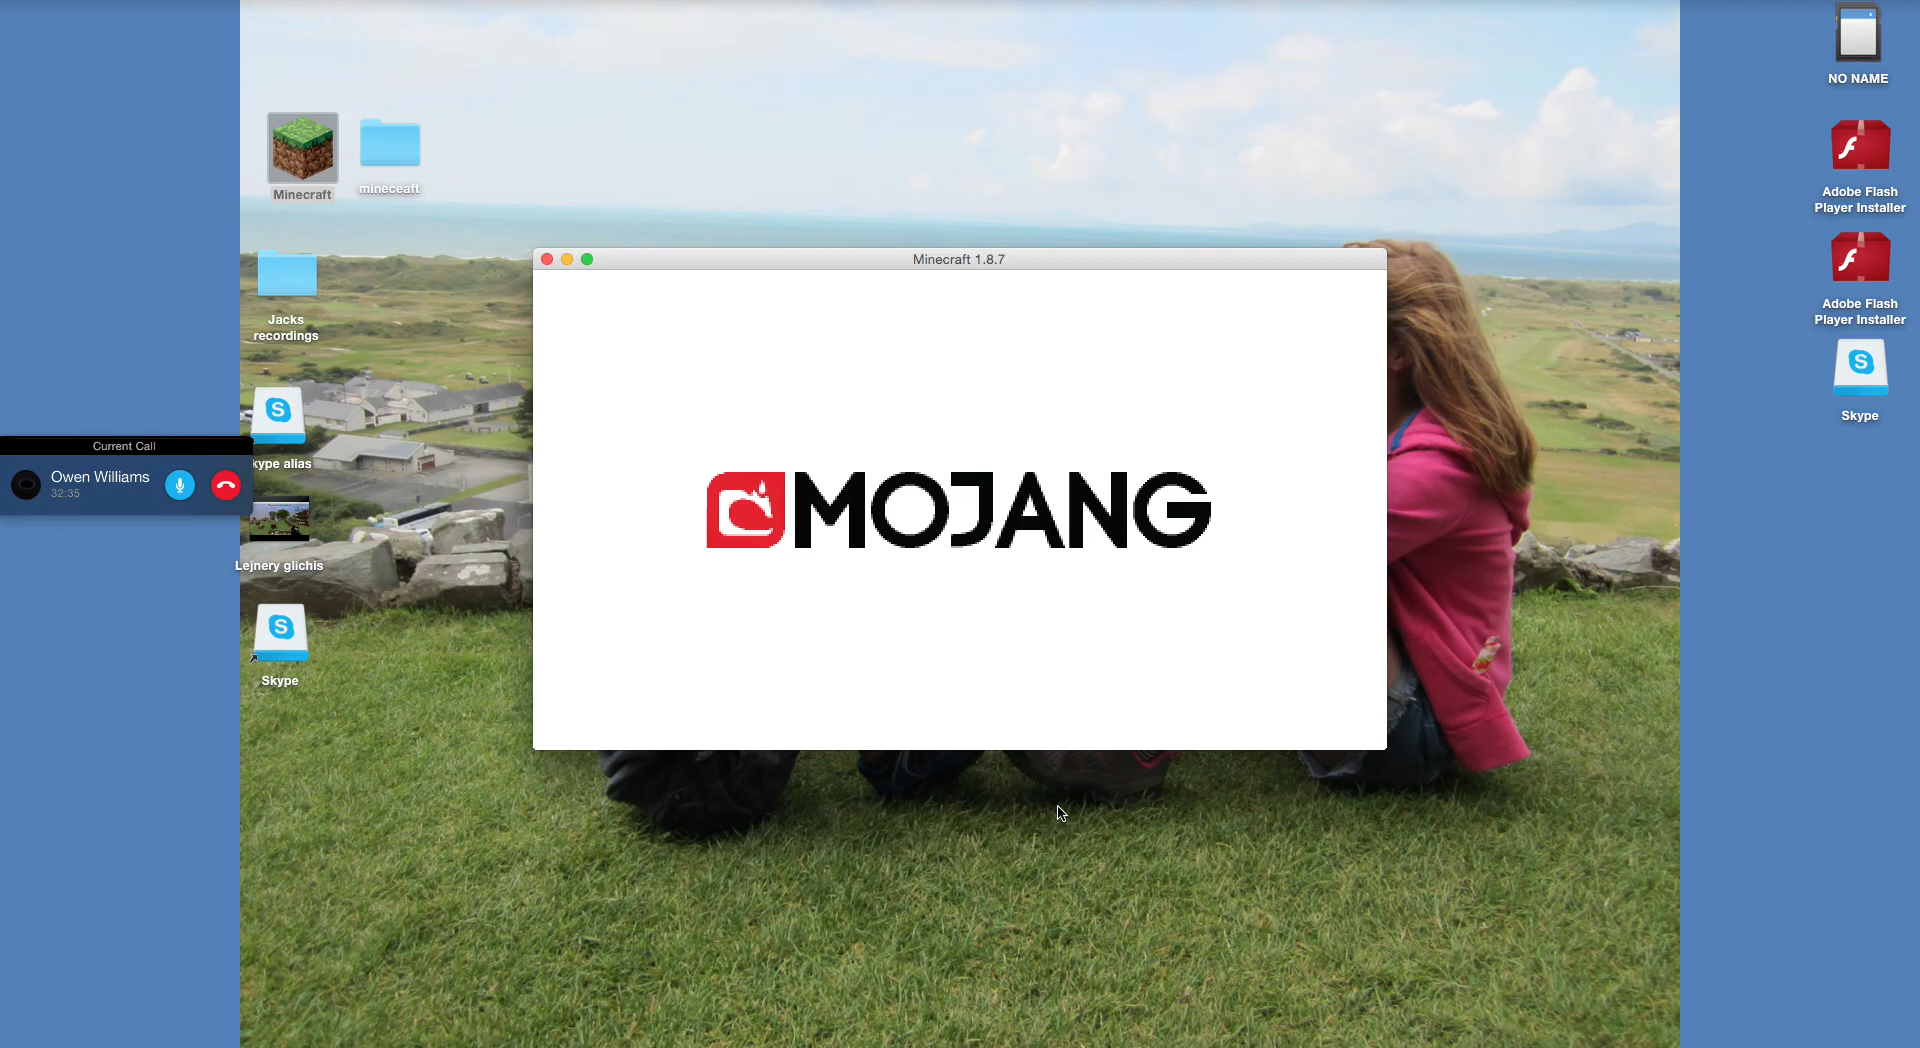 NO NAME
Minecraft
mineceaft
Adobe Flash
Player Installer
Minecraft 1.8.7
Jacks
recordings
Adobe Flash
Player Installer
Skype
Current Call
kype alias
Owen Williams
32:35
MOJANG
Lejnery glichis
Skype